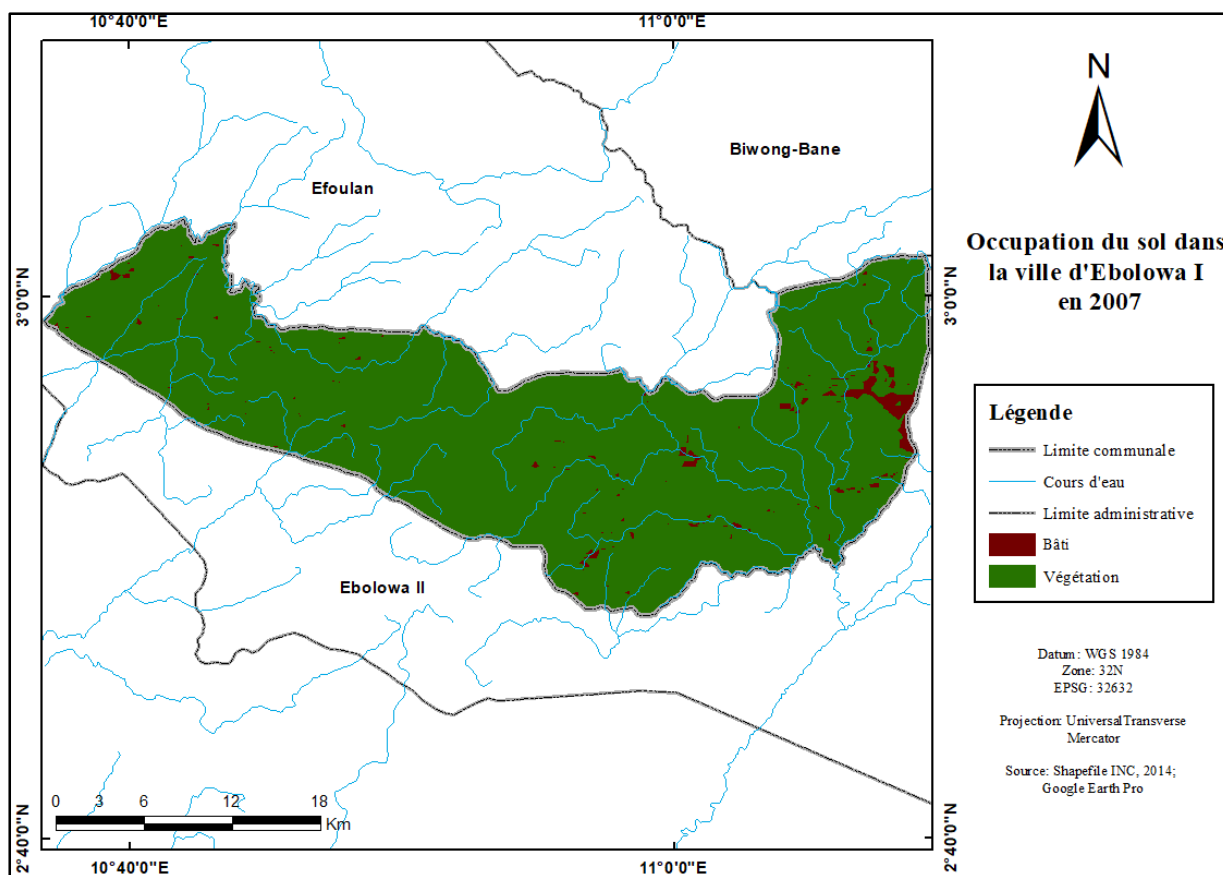 10°40'0"E
11°0'0"E
N
Biwong-Bane
Efoulan
Occupation du sol dans
la ville d'Ebolowa I
en 2007
3°0'0"N
3°0'0"N
Légende
Limite communale
Cours d'eau
Limite administrative
Bâti
Végétation
Ebolowa II
Datum : WGS 1984
Zone: 32N
EPSG: 32632
Projection: Universal Transverse
Mercator
Source: Shapefile INC, 2014;
Google Earth Pro
0 3 6 12 18
Km
2°40'0"N
2°40'0"N
10°40'0"E
11°0'0"E